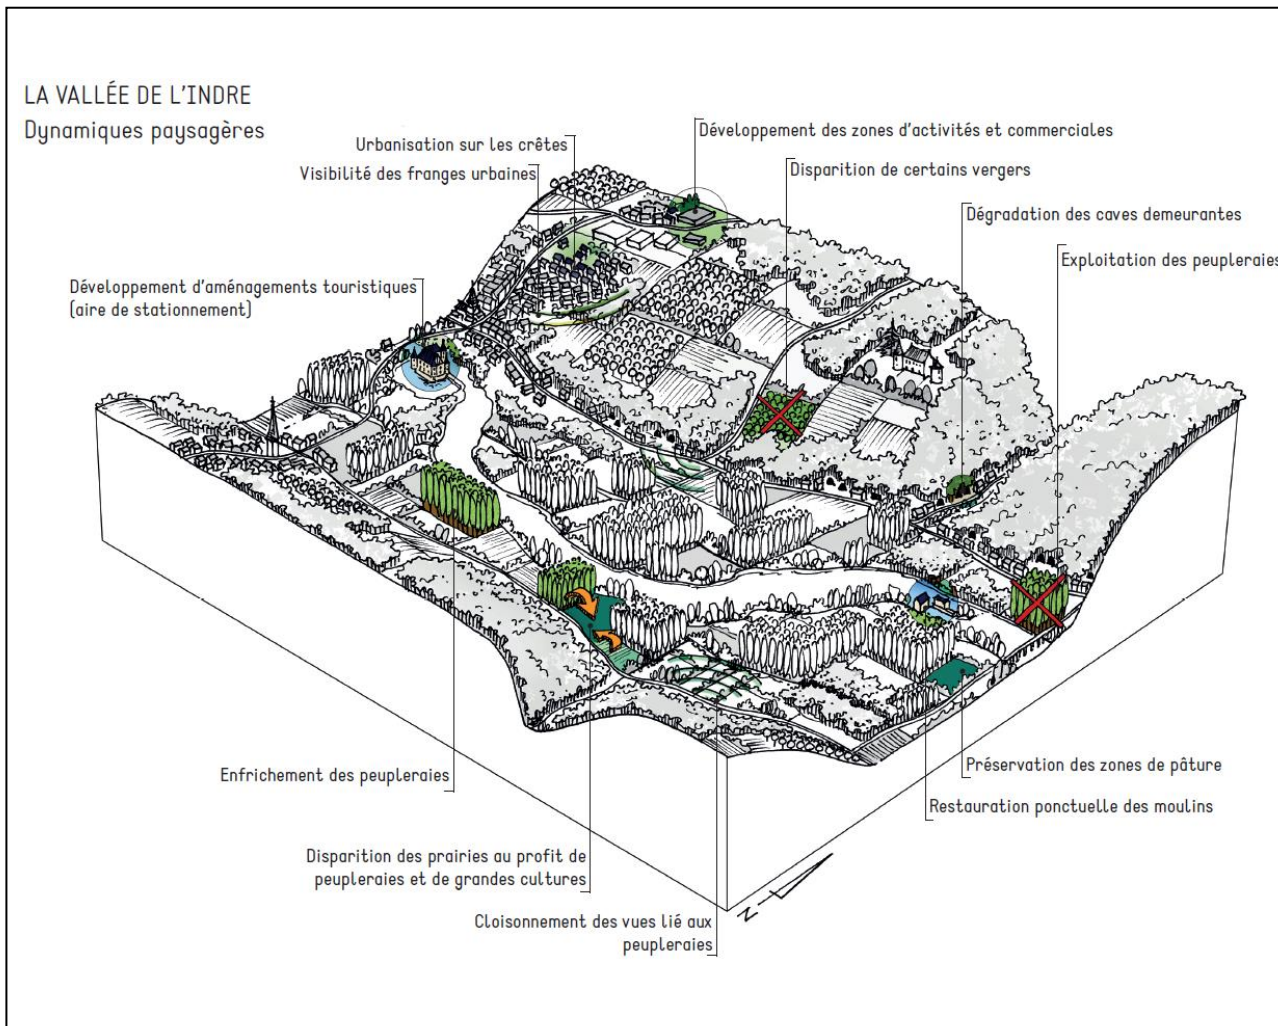 LA VALLÉE DE L'INDRE
Dynamiques paysagères
Urbanisation sur les crêtes
Visibilité des franges urbaines
Développement des zones d'activités et commerciales
Disparition de certains vergers
Dégradation des caves demeurantes
Exploitation des peupleraies
Développement d'aménagements touristiques
(aire de stationnement)
Enfrichement des peupleraies
Disparition des prairies au profit de
peupleraies et de grandes cultures
Cloisonnement des vues lié aux
peupleraies
Préservation des zones de pâture
Restauration ponctuelle des moulins
N